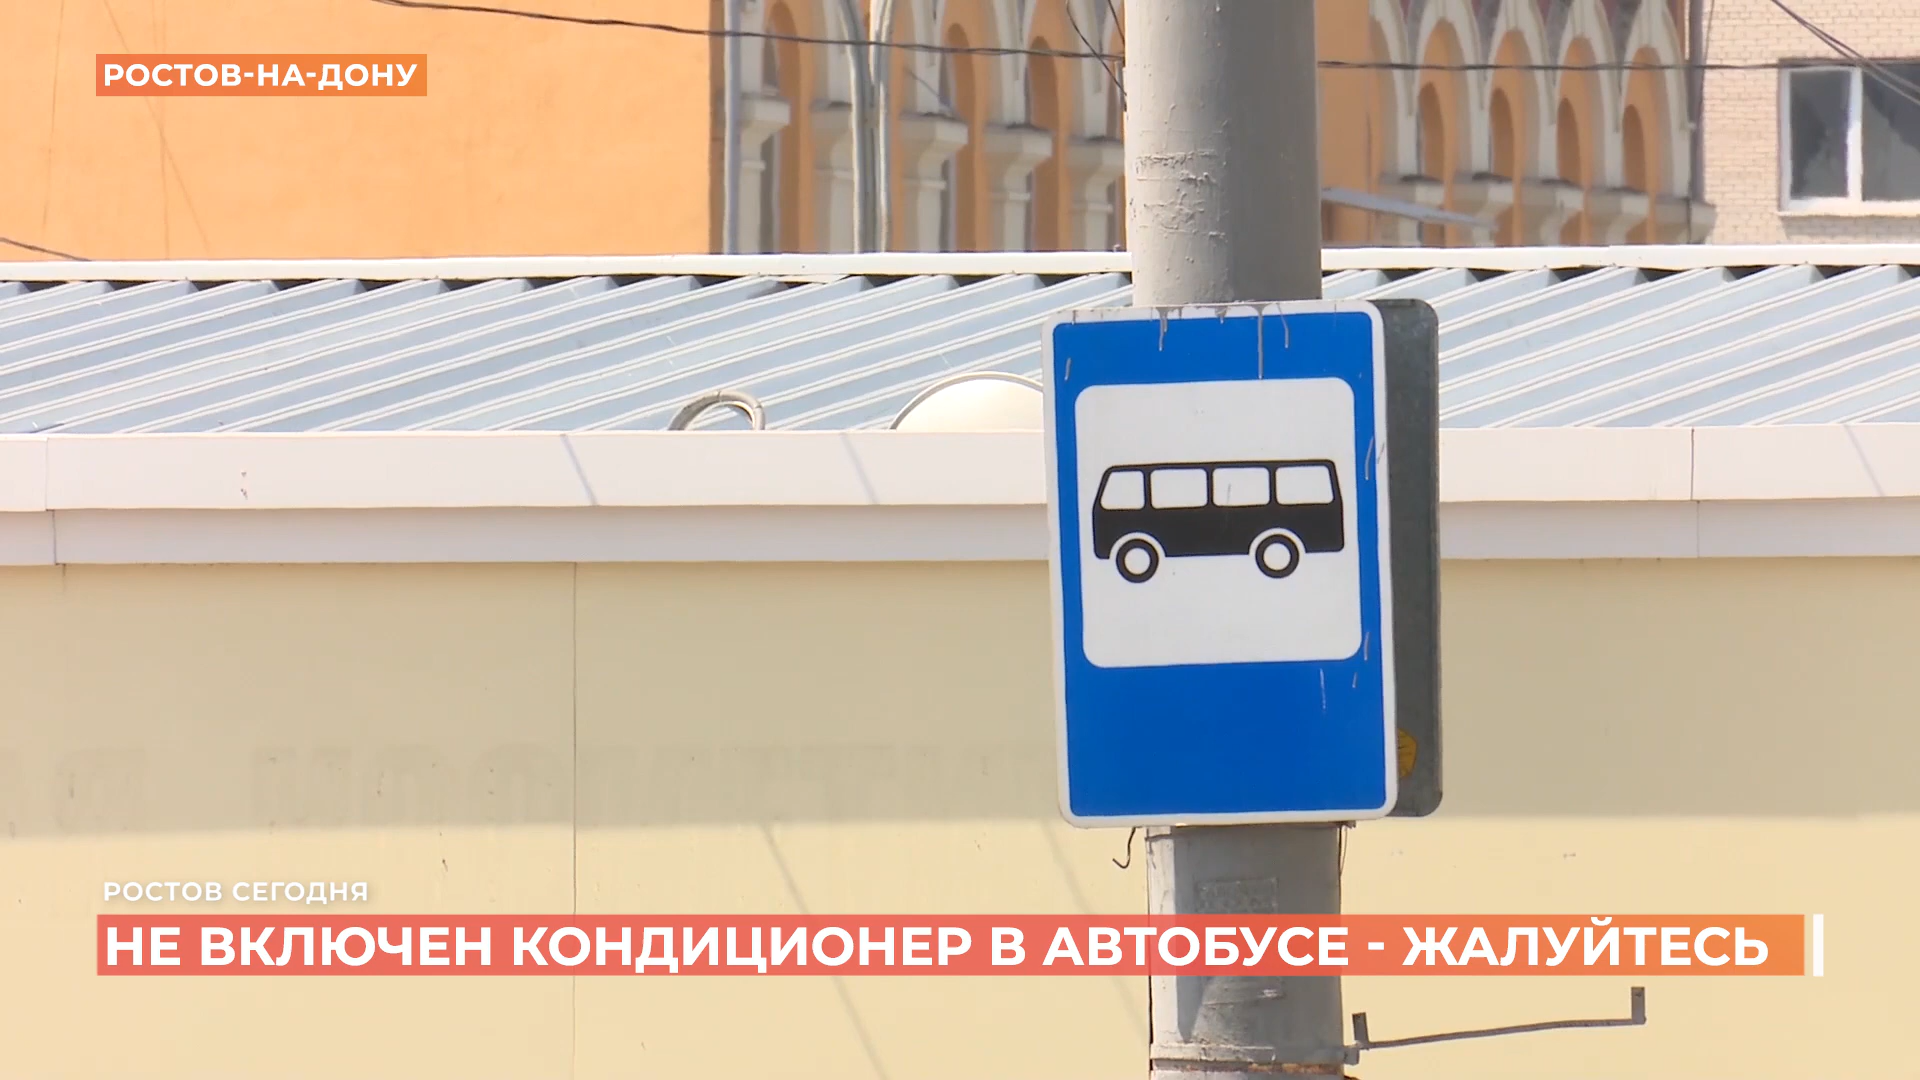 РОСТОВ-НА-ДОНУ
РОСТОВ СЕГОДНЯ
НЕ ВКЛЮЧЕН КОНДИЦИОНЕР В АВТОБУСЕ - ЖАЛУЙТЕСЬ